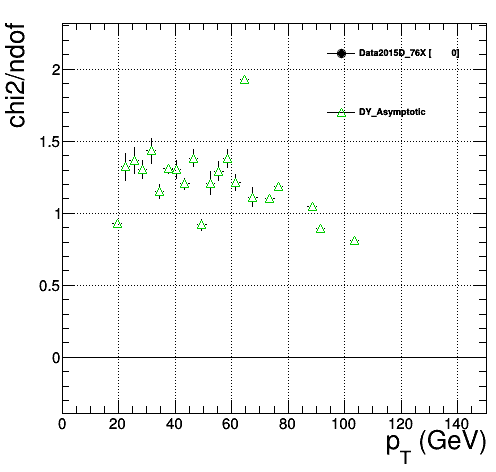 chi2/ndof
Data2015D_76X [ 0]
DY_Asymptotic
2
1.5
1
0.5
0
0 20 40 60 80 100 120 140
p_T (GeV)